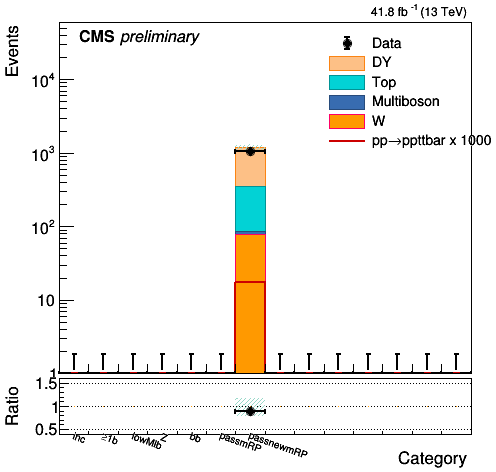 41.8 fb⁻¹ (13 TeV)
Events
CMS preliminary
Data
DY
Top
Multiboson
W
pp→ppttbar x 1000
10⁴
10³
10²
10
1
Ratio
1.5
1
0.5
inc
≥1b
lowMlb
Z
bb
passmRP
passnewmRP
Category